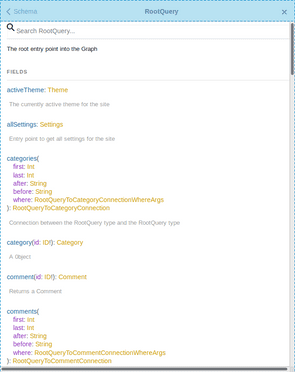 Schema
RootQuery
×
Search RootQuery...
The root entry point into the Graph
FIELDS
activeTheme: Theme
The currently active theme for the site
allSettings: Settings
Entry point to get all settings for the site
categories(
first: Int
last: Int
after: String
before: String
where: RootQueryToCategoryConnectionWhereArgs
): RootQueryToCategoryConnection
Connection between the RootQuery type and the RootQuery type
category(id: ID!): Category
A 0bject
comment(id: ID!): Comment
Returns a Comment
comments(
first: Int
last: Int
after: String
before: String
where: RootQueryToCommentConnectionWhereArgs
): RootQueryToCommentConnection